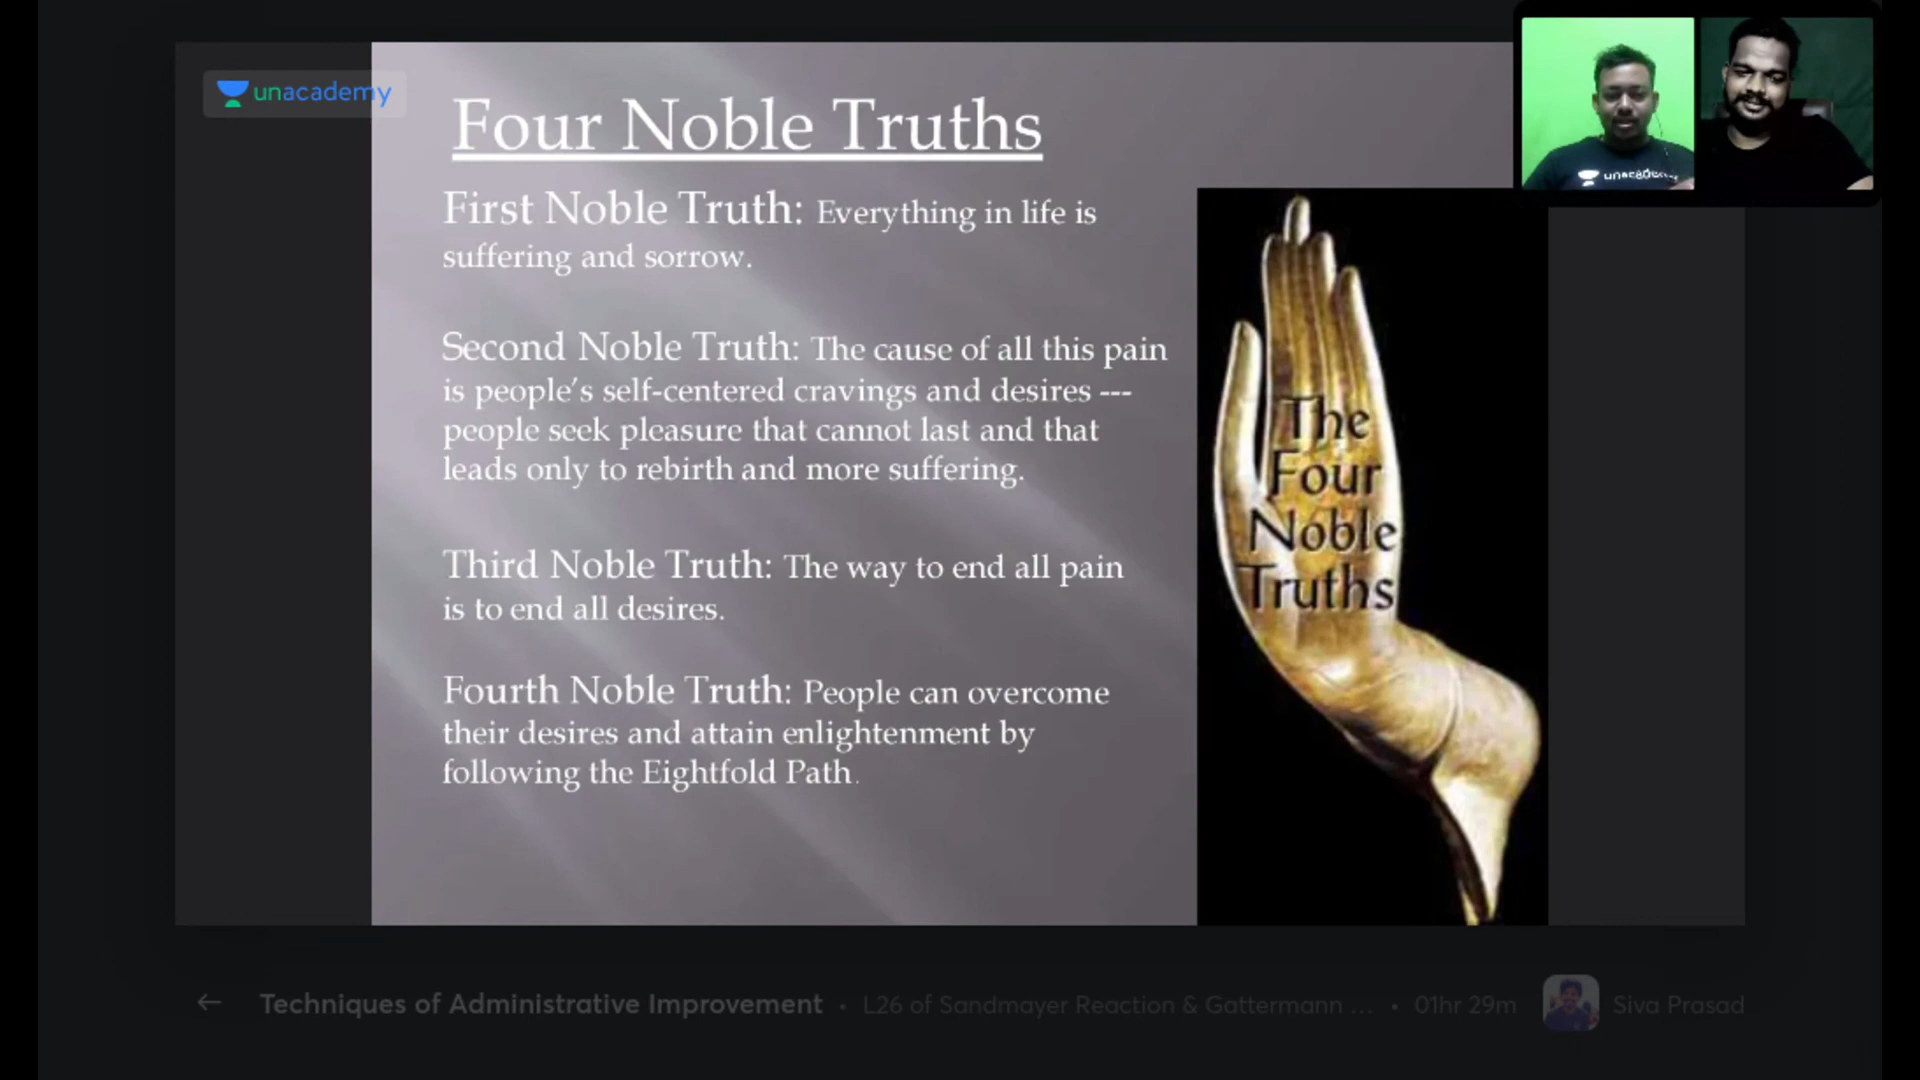 unacademy
Four Noble Truths
First Noble Truth: Everything in life is
suffering and sorrow.
Second Noble Truth: The cause of all this pain
is people’s self-centered cravings and desires ---
people seek pleasure that cannot last and that
leads only to rebirth and more suffering.
Third Noble Truth: The way to end all pain
is to end all desires.
Fourth Noble Truth: People can overcome
their desires and attain enlightenment by
following the Eightfold Path.
The
Four
Noble
Truths
unacademy
Techniques of Administrative Improvement • L26 of Sandmayer Reaction & Gattermann ... • 01hr 29m
Siva Prasad